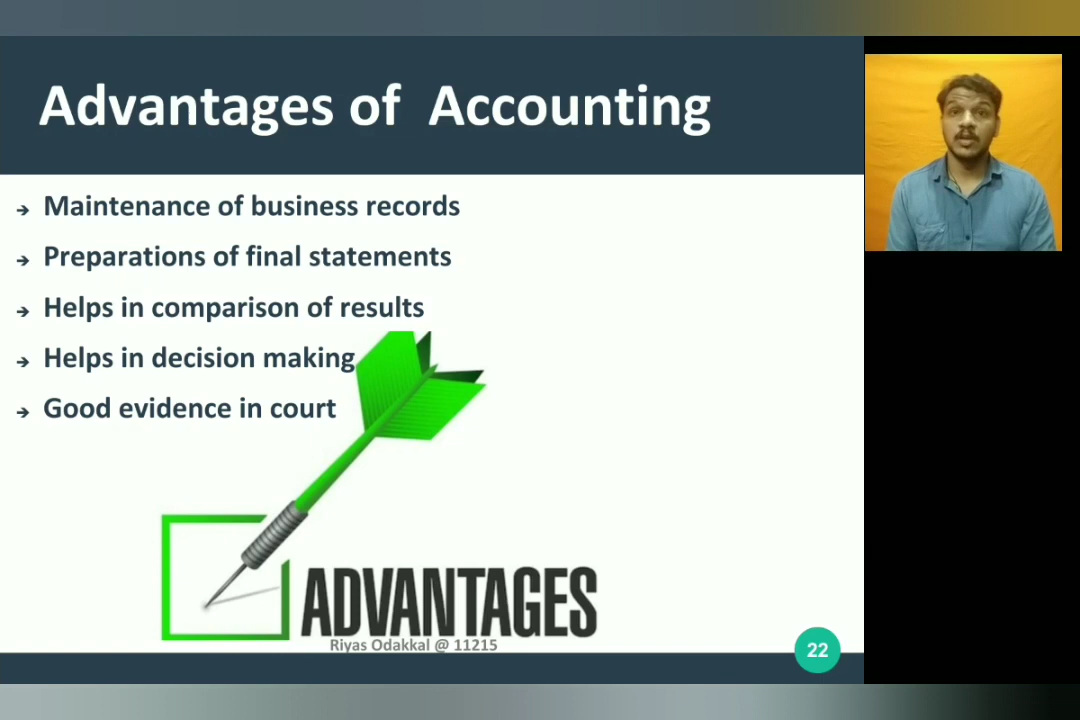 Advantages of Accounting
➔ Maintenance of business records
➔ Preparations of final statements
➔ Helps in comparison of results
➔ Helps in decision making
➔ Good evidence in court
ADVANTAGES
Riyas Odakkal @ 11215
22